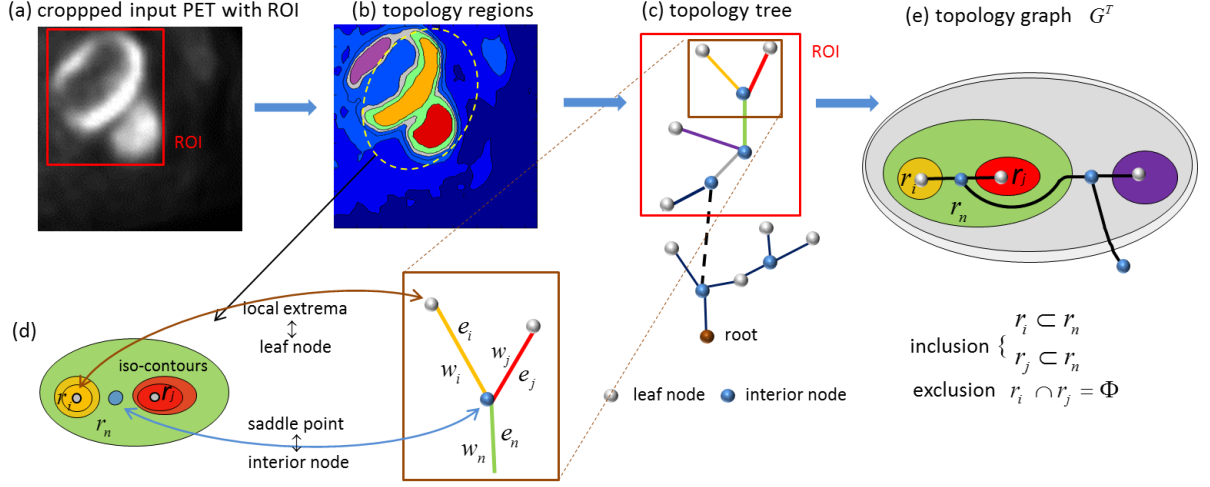 (a) croppped input PET with ROI
(b) topology regions
(c) topology tree
(e) topology graph G^T
ROI
ROI
r_i
r_j
r_n
root
leaf node
interior node
(d)
local extrema
↕
leaf node
iso-contours
r_i
r_j
r_n
saddle point
↕
interior node
e_i
w_i
w_j
e_j
e_n
w_n
inclusion { r_i ⊂ r_n
r_j ⊂ r_n
exclusion r_i ∩ r_j = Φ